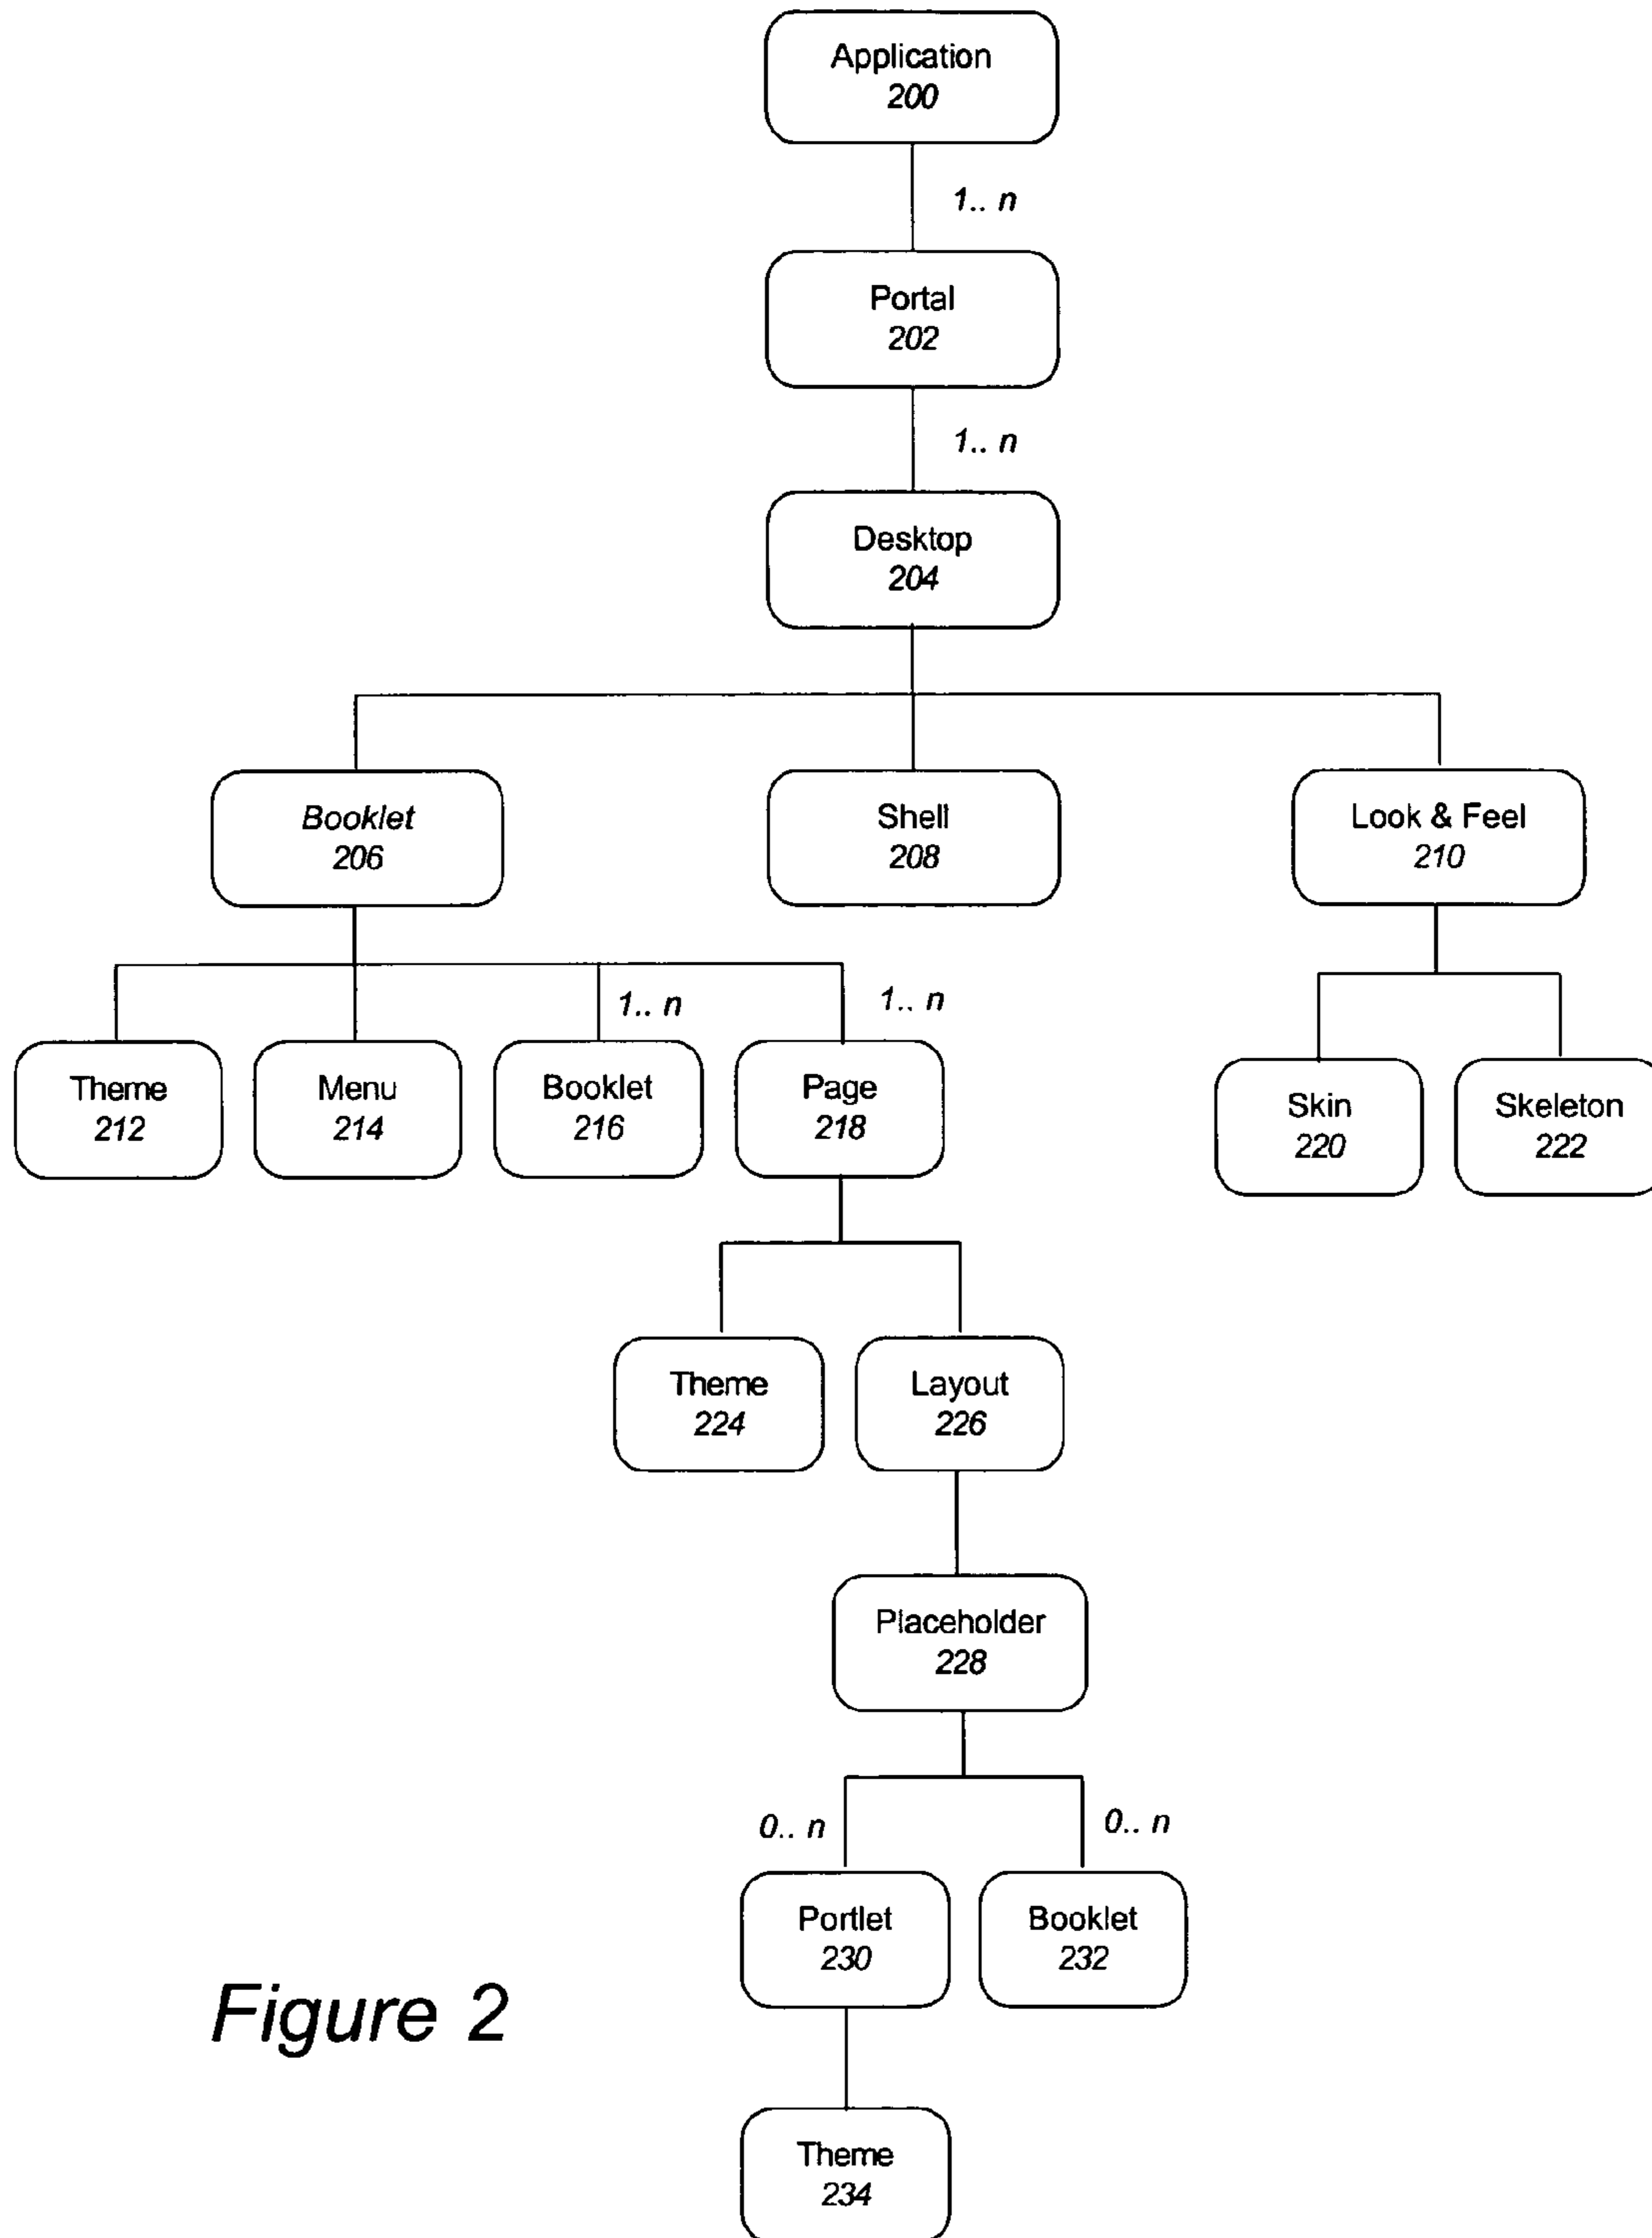 Application
200
1.. n
Portal
202
1.. n
Desktop
204
Booklet
206
Shell
208
Look & Feel
210
1.. n
1.. n
Theme
212
Menu
214
Booklet
216
Page
218
Skin
220
Skeleton
222
Theme
224
Layout
226
Placeholder
228
0.. n
0.. n
Portlet
230
Booklet
232
Figure 2
Theme
234